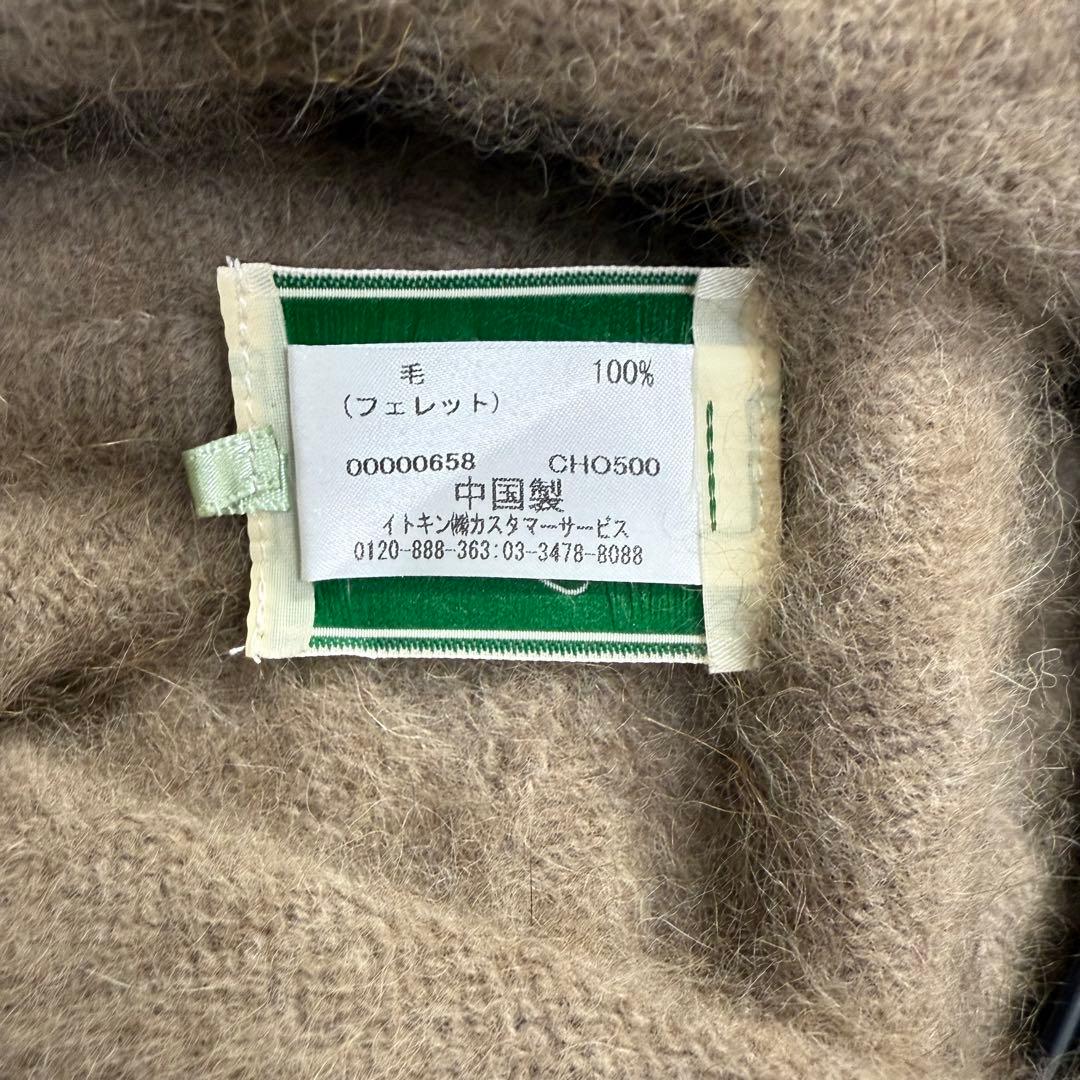 毛 100%
(フェレット)
00000658 CHO500
中国製
イトキン㈱カスタマーサービス
0120-888-363:03-3478-8088